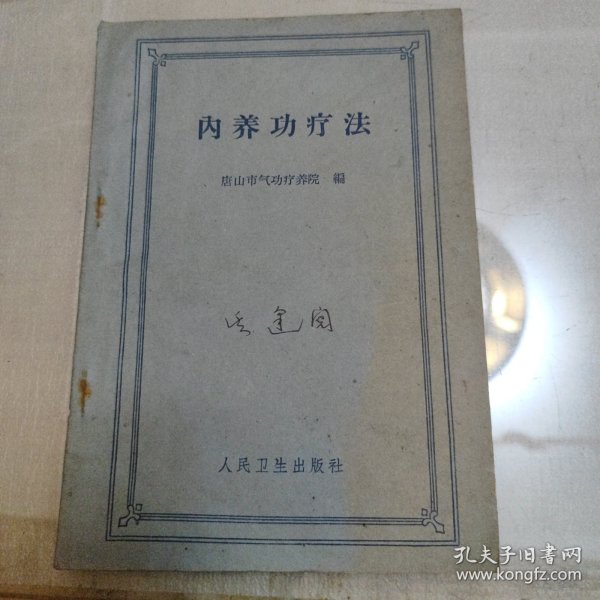 內养功疗法
唐山市气功疗养院 編
人民卫生出版社
孔夫子旧书网
www.kongfz.com